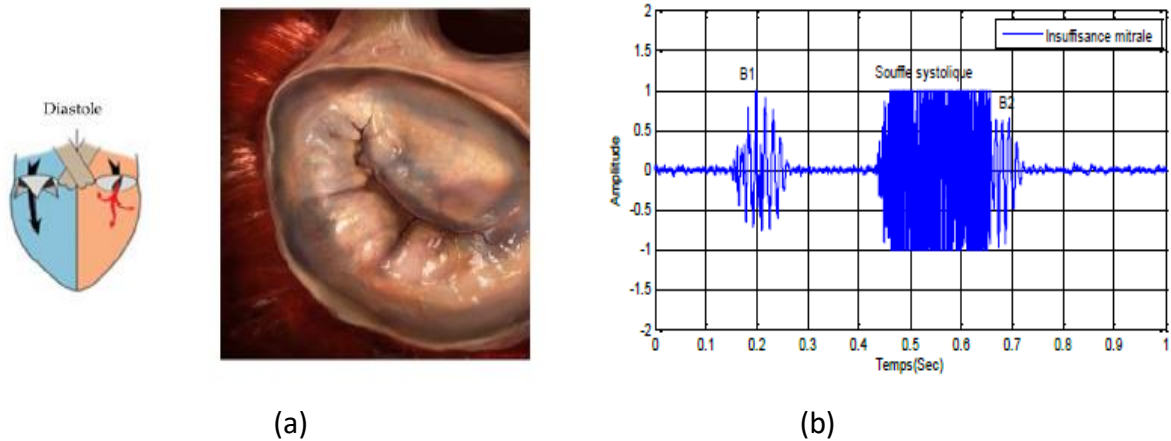 Diastole
2
1.5
1
0.5
0
-0.5
-1
-1.5
-2
Amplitude
Insuffisance mitrale
B1
Souffle systolique
B2
0 0.1 0.2 0.3 0.4 0.5 0.6 0.7 0.8 0.9 1
Temps(Sec)
(a) (b)